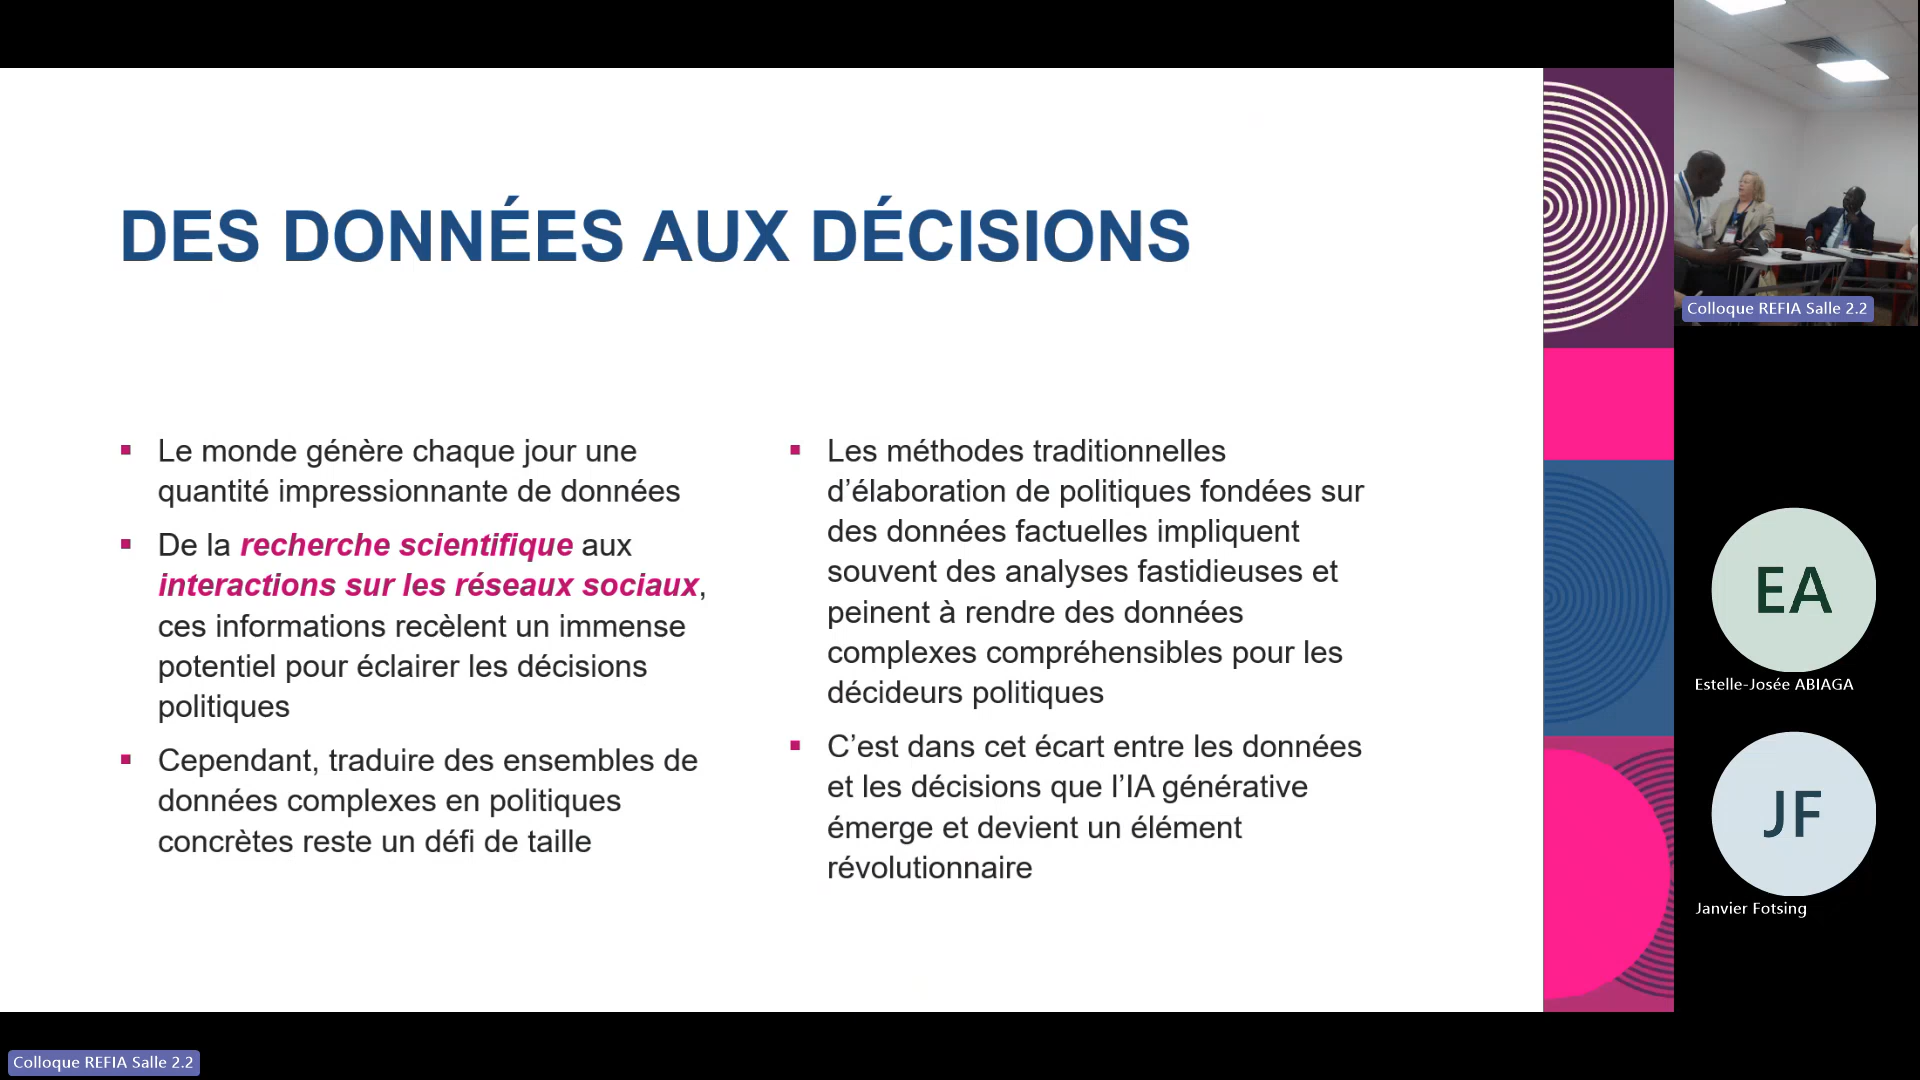 DES DONNÉES AUX DÉCISIONS
Le monde génère chaque jour une
quantité impressionnante de données
De la recherche scientifique aux
interactions sur les réseaux sociaux,
ces informations recèlent un immense
potentiel pour éclairer les décisions
politiques
Cependant, traduire des ensembles de
données complexes en politiques
concrètes reste un défi de taille
Les méthodes traditionnelles
d’élaboration de politiques fondées sur
des données factuelles impliquent
souvent des analyses fastidieuses et
peinent à rendre des données
complexes compréhensibles pour les
décideurs politiques
C’est dans cet écart entre les données
et les décisions que l’IA générative
émerge et devient un élément
révolutionnaire
Colloque REFIA Salle 2.2
EA
Estelle-Josée ABIAGA
JF
Janvier Fotsing
Colloque REFIA Salle 2.2